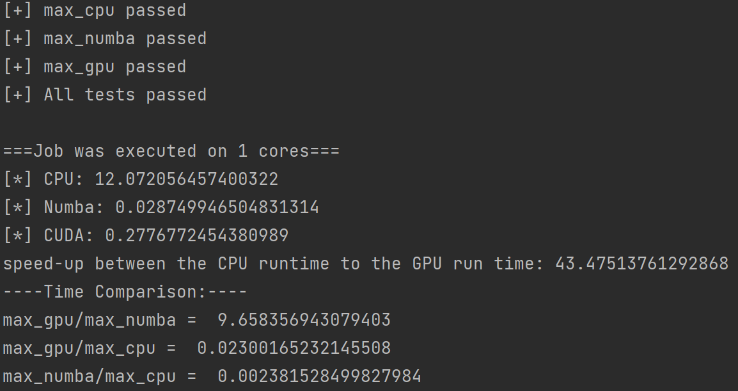 [+] max_cpu passed
[+] max_numba passed
[+] max_gpu passed
[+] All tests passed
===Job was executed on 1 cores===
[*] CPU: 12.072056457400322
[*] Numba: 0.028749946504831314
[*] CUDA: 0.2776772454380989
speed-up between the CPU runtime to the GPU run time: 43.47513761292868
----Time Comparison:----
max_gpu/max_numba =  9.658356943079403
max_gpu/max_cpu =  0.02300165232145508
max_numba/max_cpu =  0.002381528499827984